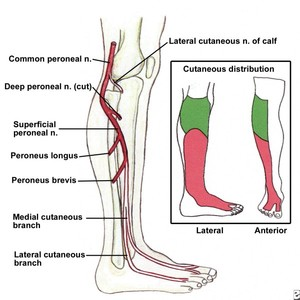 Common peroneal n.
Lateral cutaneous n. of calf
Deep peroneal n. (cut)
Superficial
peroneal n.
Peroneus longus
Peroneus brevis
Medial cutaneous
branch
Lateral cutaneous
branch
Cutaneous distribution
Lateral
Anterior